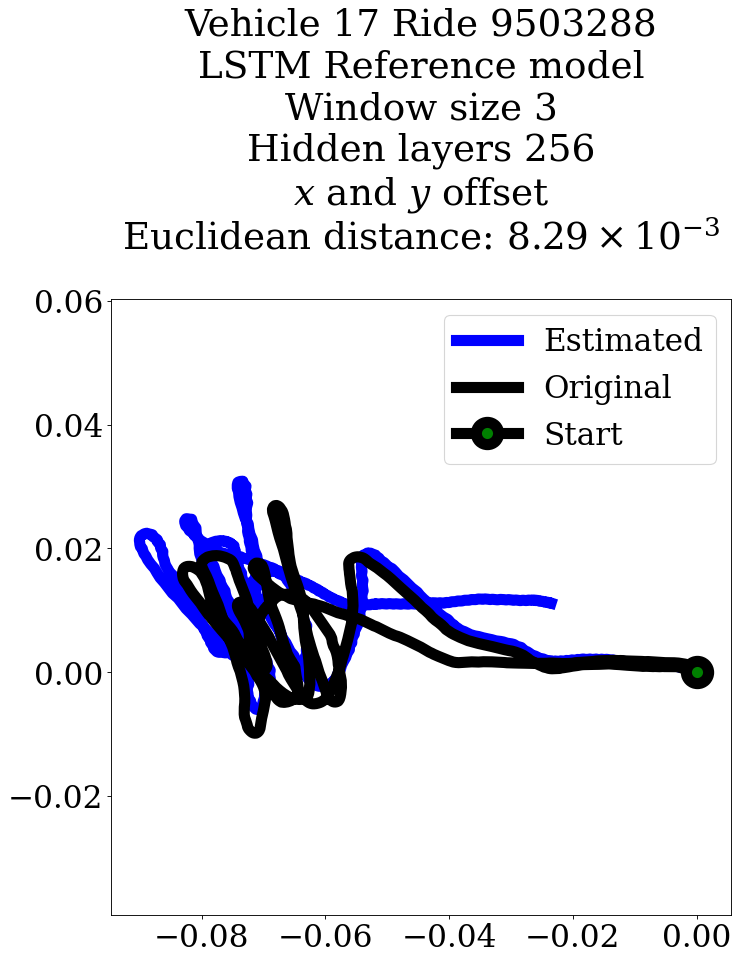 Vehicle 17 Ride 9503288
LSTM Reference model
Window size 3
Hidden layers 256
x and y offset
Euclidean distance: 8.29 × 10⁻³
0.06
0.04
0.02
0.00
−0.02
Estimated
Original
Start
−0.08 −0.06 −0.04 −0.02 0.00